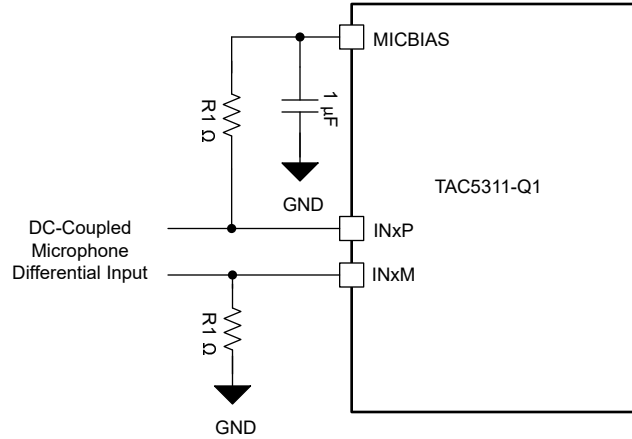 MICBIAS
R1 Ω
1
µF
TAC5311-Q1
GND
DC-Coupled
Microphone
Differential Input
INxP
INxM
R1 Ω
GND